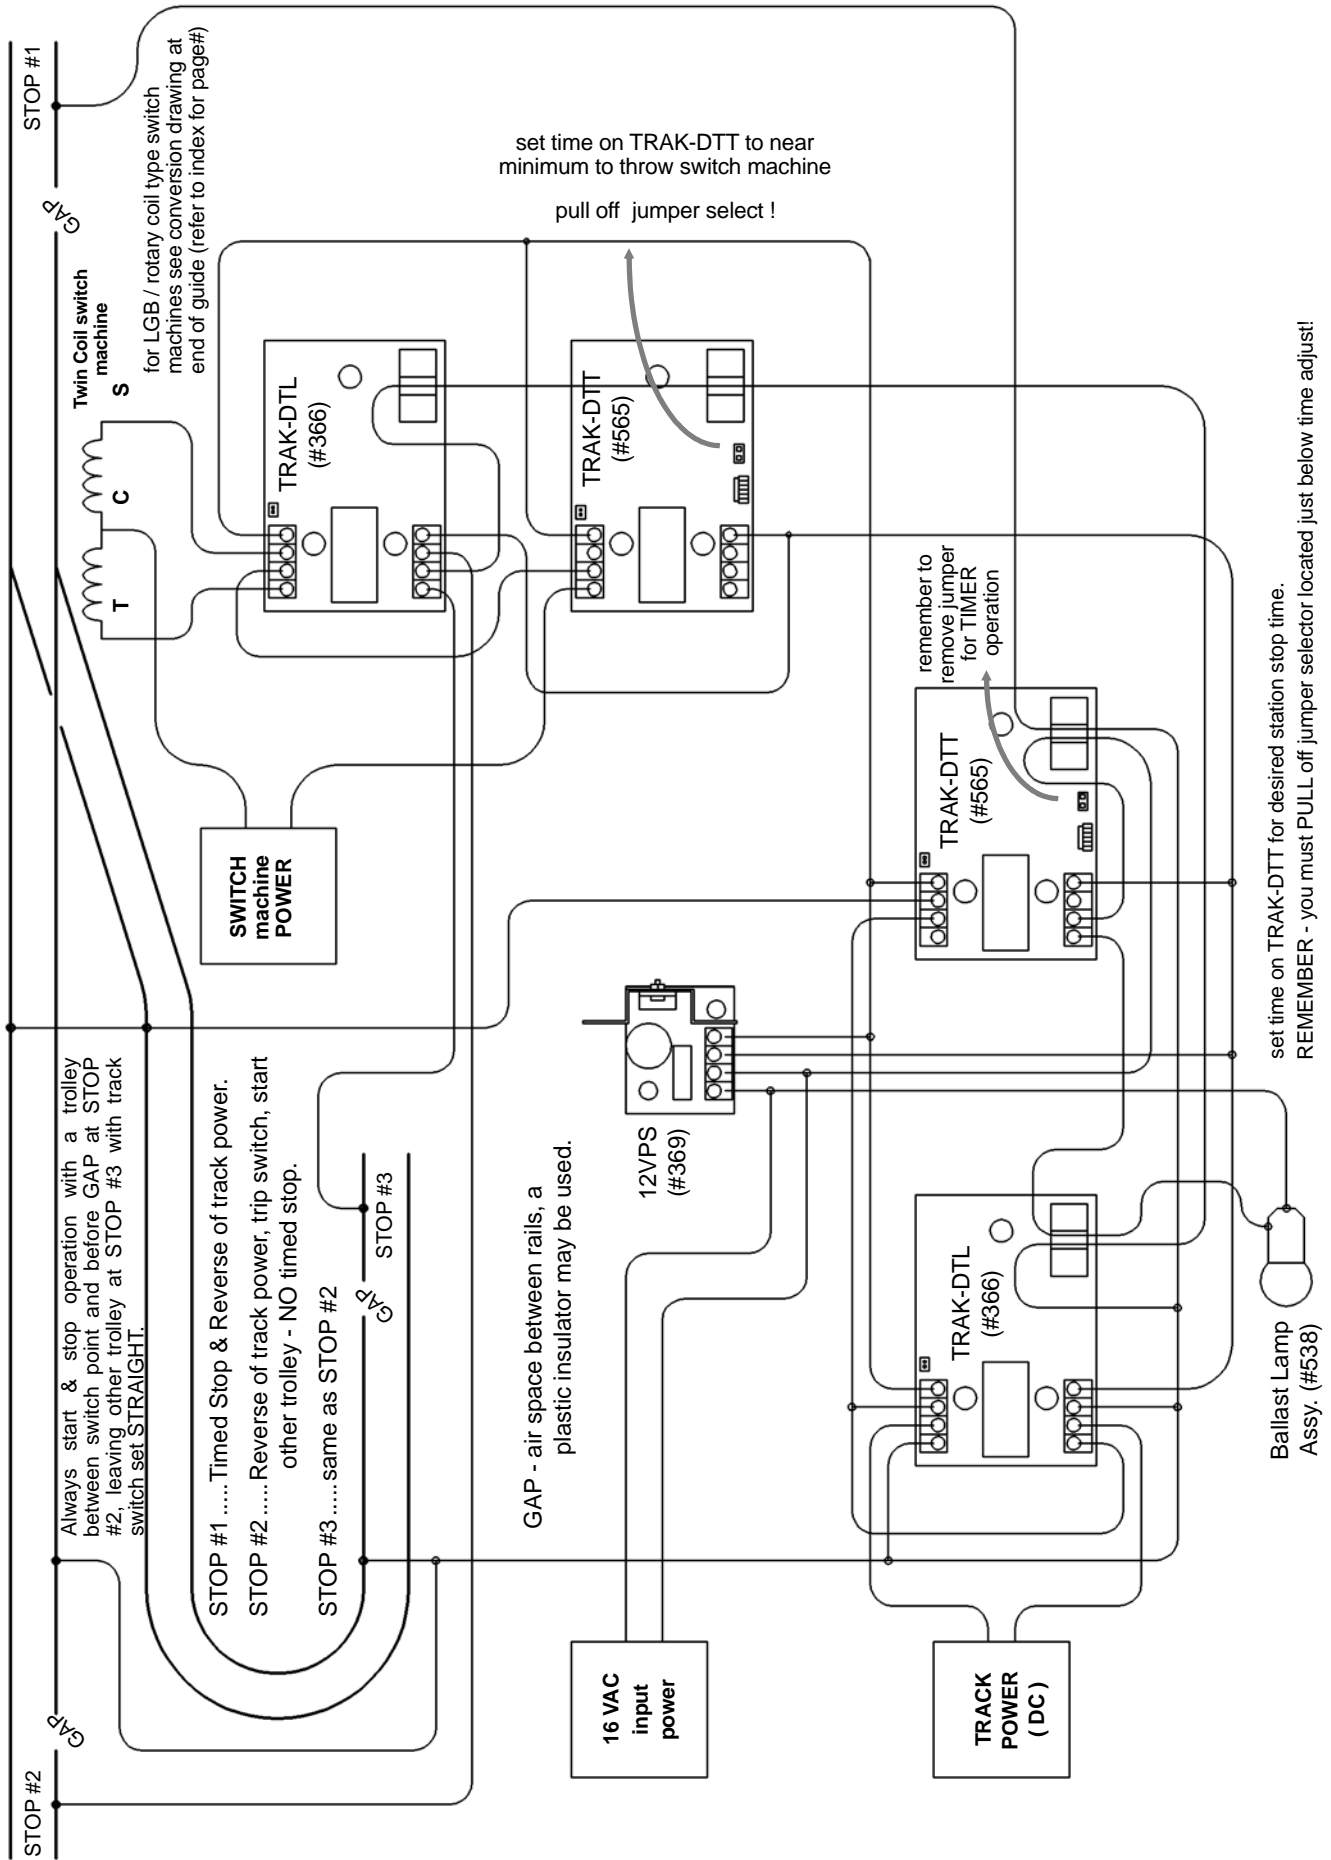 STOP #1
GAP
for LGB / rotary coil type switch
machines see conversion drawing at
end of guide (refer to index for page#)
Twin Coil switch
machine
T
C
S
set time on TRAK-DTT to near
minimum to throw switch machine
pull off jumper select !
TRAK-DTL
(#366)
TRAK-DTT
(#565)
SWITCH
machine
POWER
remember to
remove jumper
for TIMER
operation
TRAK-DTT
(#565)
Always start & stop operation with a trolley
between switch point and before GAP at STOP
#2, leaving other trolley at STOP #3 with track
switch set STRAIGHT.
STOP #1 ..... Timed Stop & Reverse of track power.
STOP #2 ..... Reverse of track power, trip switch, start
other trolley - NO timed stop.
STOP #3 ..... same as STOP #2
STOP #3
GAP
GAP - air space between rails, a
plastic insulator may be used.
12VPS
(#369)
TRAK-DTL
(#366)
STOP #2
GAP
16 VAC
input
power
TRACK
POWER
( DC )
Ballast Lamp
Assy. (#538)
set time on TRAK-DTT for desired station stop time.
REMEMBER - you must PULL off jumper selector located just below time adjust!